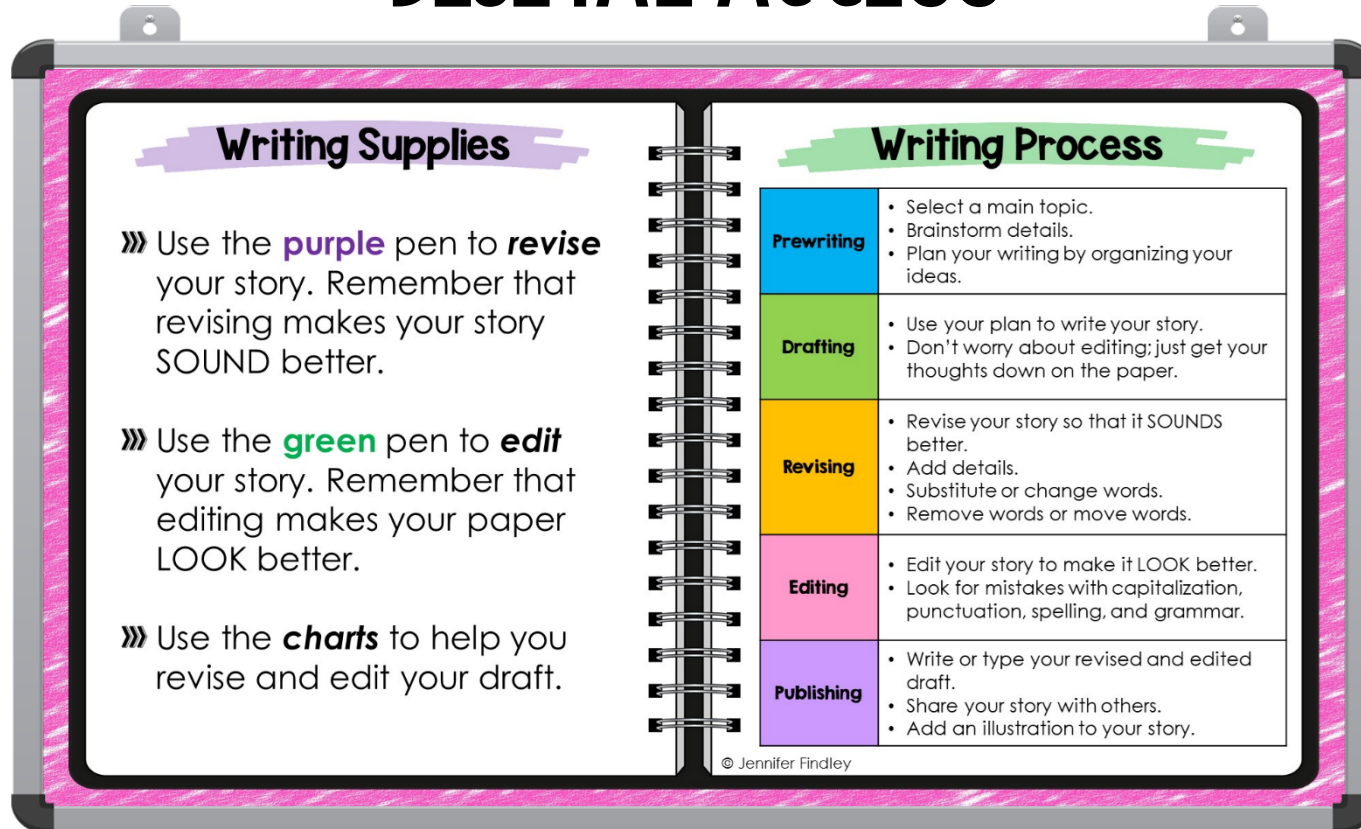 Writing Supplies
Use the purple pen to revise
your story. Remember that
revising makes your story
SOUND better.
Use the green pen to edit
your story. Remember that
editing makes your paper
LOOK better.
Use the charts to help you
revise and edit your draft.
Writing Process
Prewriting
• Select a main topic.
• Brainstorm details.
• Plan your writing by organizing your
ideas.
Drafting
• Use your plan to write your story.
• Don't worry about editing; just get your
thoughts down on the paper.
Revising
• Revise your story so that it SOUNDS
better.
• Add details.
• Substitute or change words.
• Remove words or move words.
Editing
• Edit your story to make it LOOK better.
• Look for mistakes with capitalization,
punctuation, spelling, and grammar.
Publishing
• Write or type your revised and edited
draft.
• Share your story with others.
• Add an illustration to your story.
© Jennifer Findley